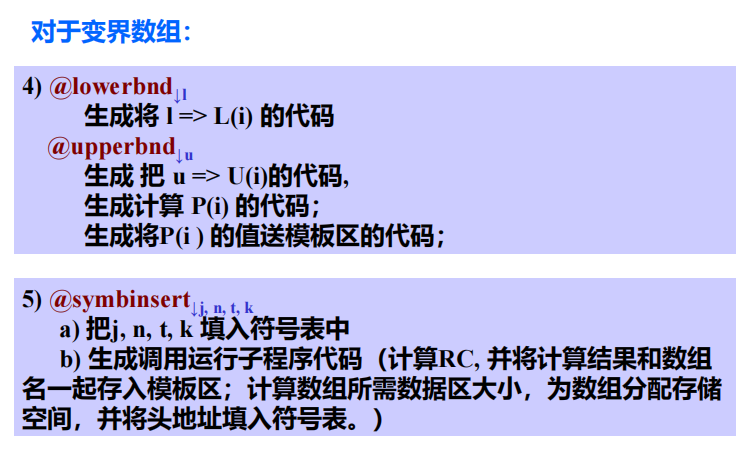 对于变界数组：
4) @lowerbnd↓l
生成将 l => L(i) 的代码
@upperbnd↓u
生成 把 u => U(i)的代码,
生成计算 P(i) 的代码；
生成将P(i ) 的值送模板区的代码；
5) @symbinsert↓j, n, t, k
a) 把j, n, t, k 填入符号表中
b) 生成调用运行子程序代码（计算RC, 并将计算结果和数组
名一起存入模板区；计算数组所需数据区大小，为数组分配存储
空间，并将头地址填入符号表。）